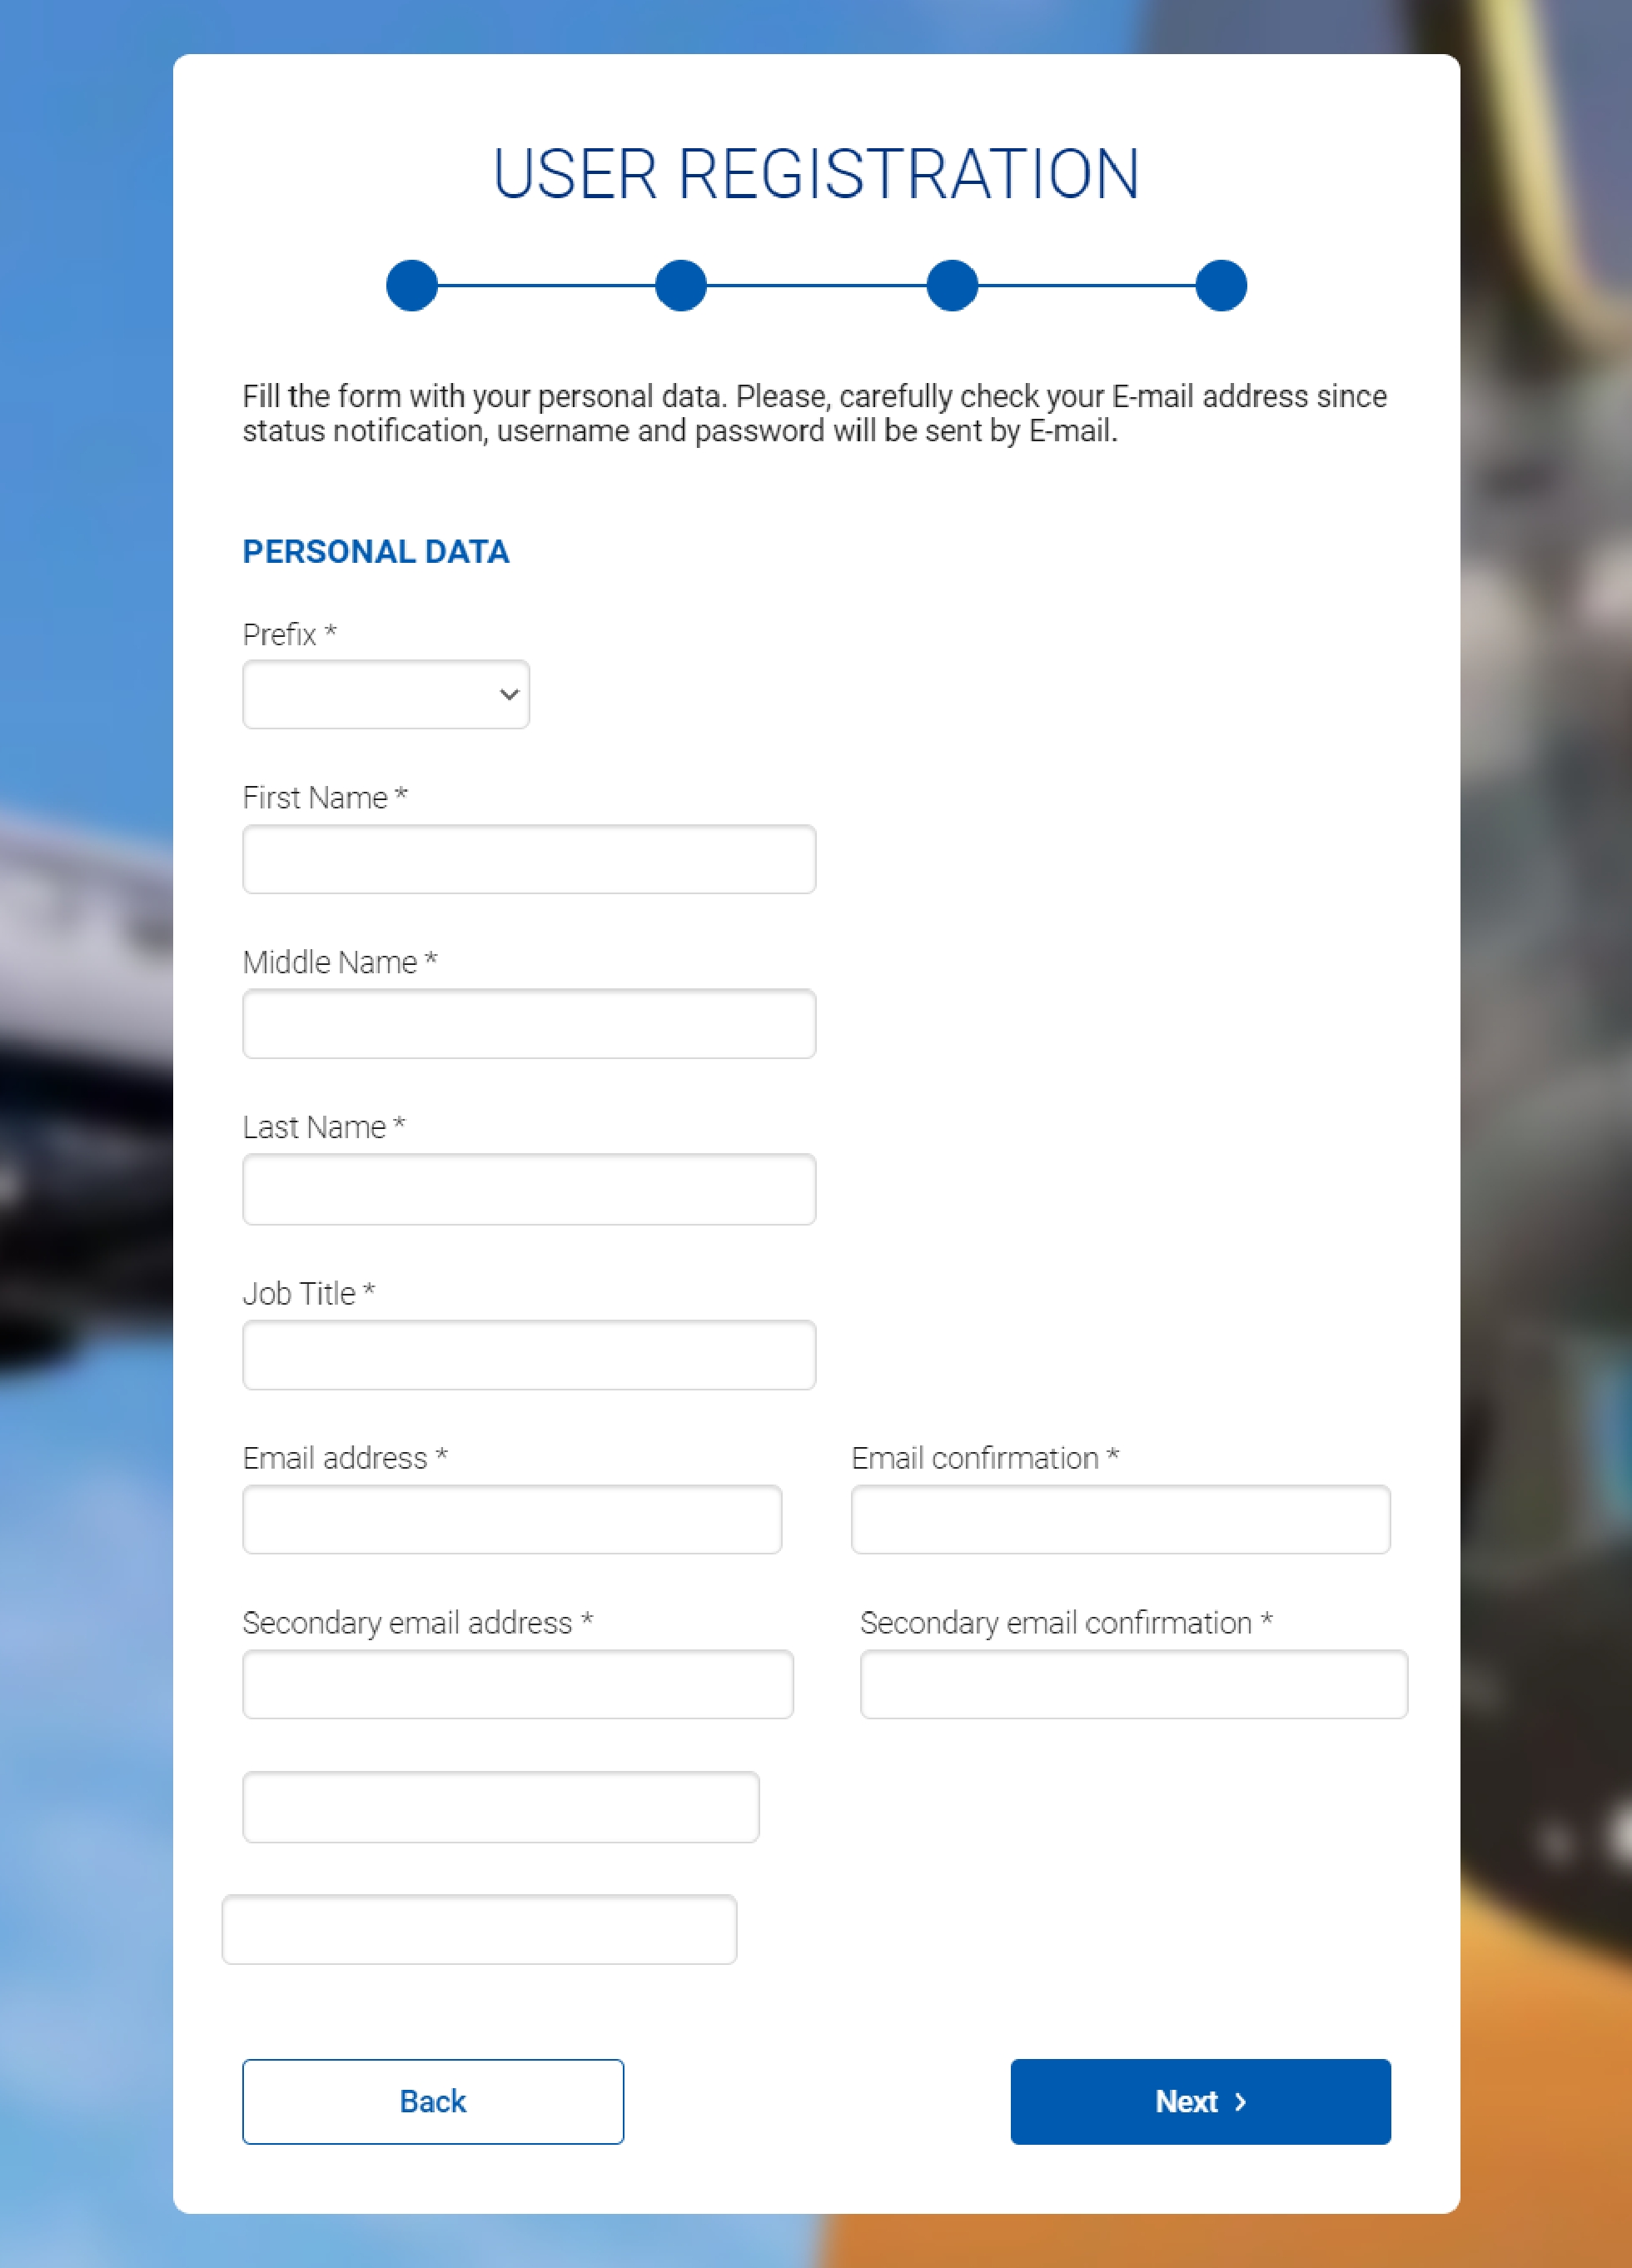 USER REGISTRATION
Fill the form with your personal data. Please, carefully check your E-mail address since
status notification, username and password will be sent by E-mail.
PERSONAL DATA
Prefix *
First Name *
Middle Name *
Last Name *
Job Title *
Email address *
Email confirmation *
Secondary email address *
Secondary email confirmation *
Back
Next ›